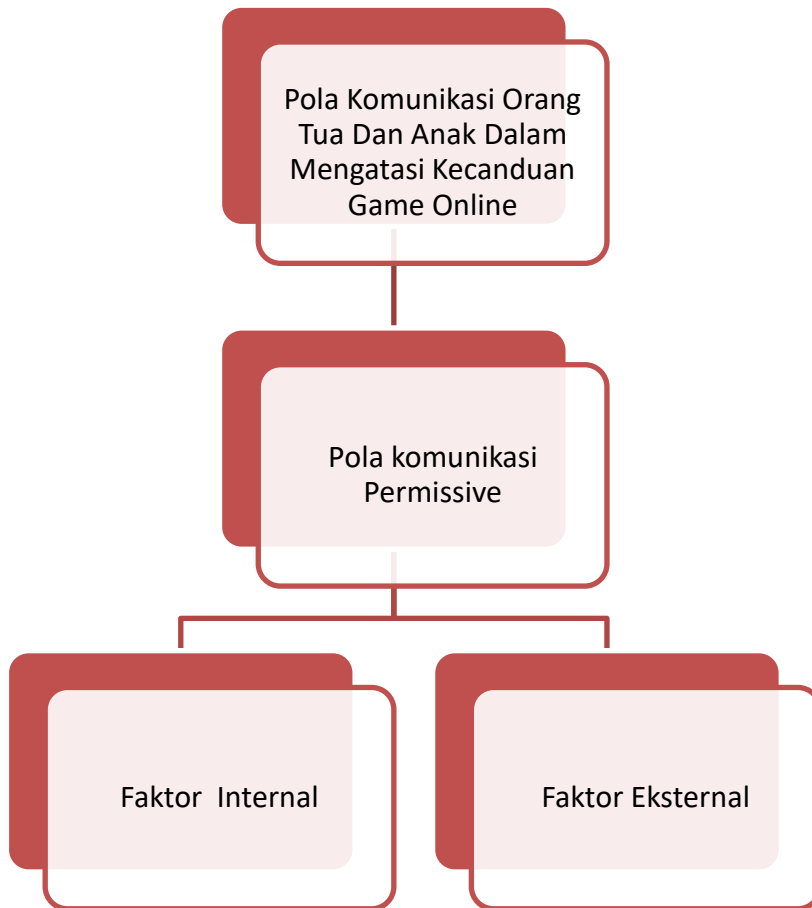 Pola Komunikasi Orang
Tua Dan Anak Dalam
Mengatasi Kecanduan
Game Online
Pola komunikasi
Permissive
Faktor  Internal
Faktor Eksternal